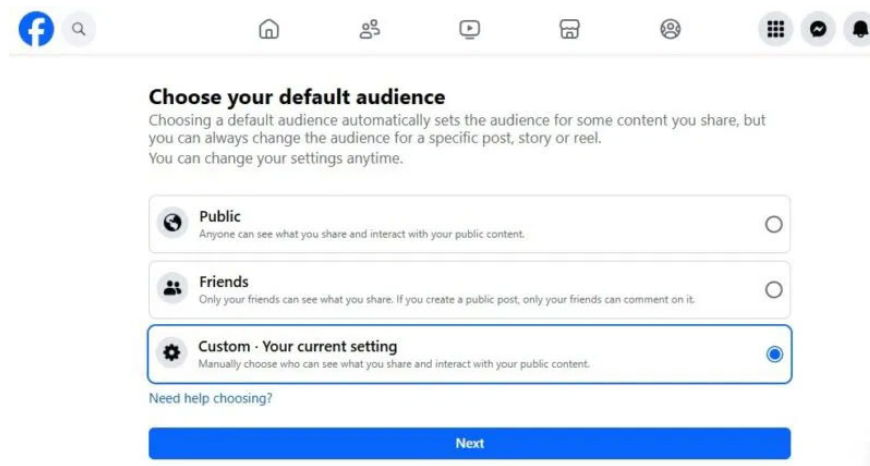 Choose your default audience
Choosing a default audience automatically sets the audience for some content you share, but
you can always change the audience for a specific post, story or reel.
You can change your settings anytime.
Public
Anyone can see what you share and interact with your public content.
Friends
Only your friends can see what you share. If you create a public post, only your friends can comment on it.
Custom · Your current setting
Manually choose who can see what you share and interact with your public content.
Need help choosing?
Next